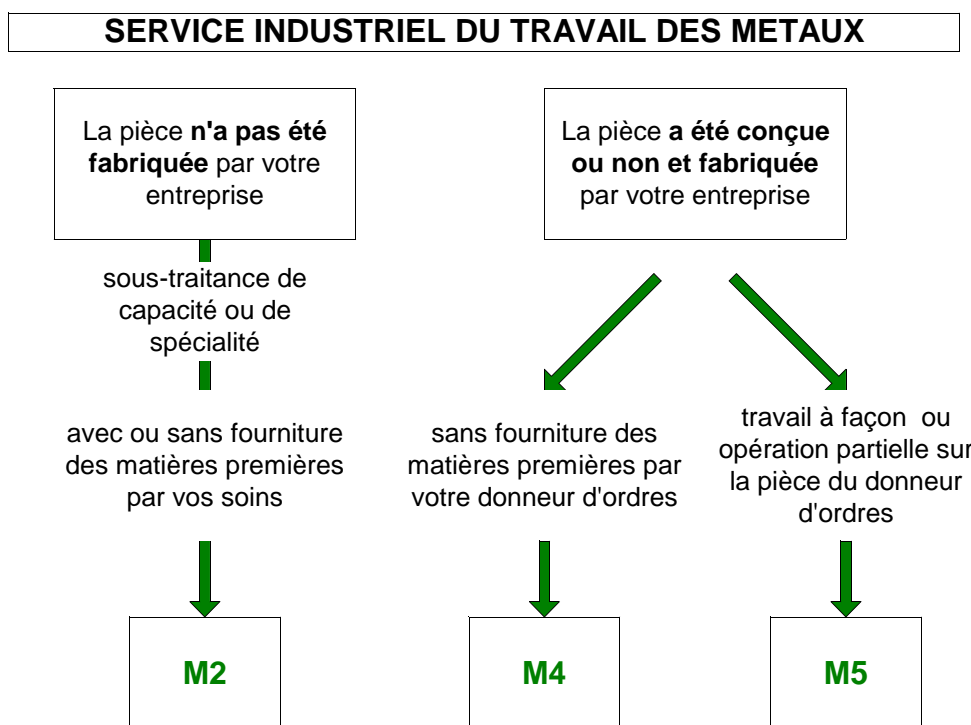 SERVICE INDUSTRIEL DU TRAVAIL DES METAUX
La pièce n'a pas été
fabriquée par votre
entreprise
La pièce a été conçue
ou non et fabriquée
par votre entreprise
sous-traitance de
capacité ou de
spécialité
avec ou sans fourniture
des matières premières
par vos soins
sans fourniture des
matières premières par
votre donneur d'ordres
travail à façon ou
opération partielle sur
la pièce du donneur
d'ordres
M2
M4
M5